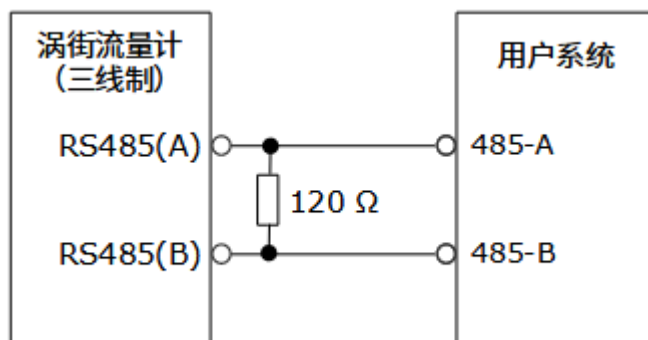 涡街流量计
（三线制）
用户系统
RS485(A)
485-A
120 Ω
RS485(B)
485-B